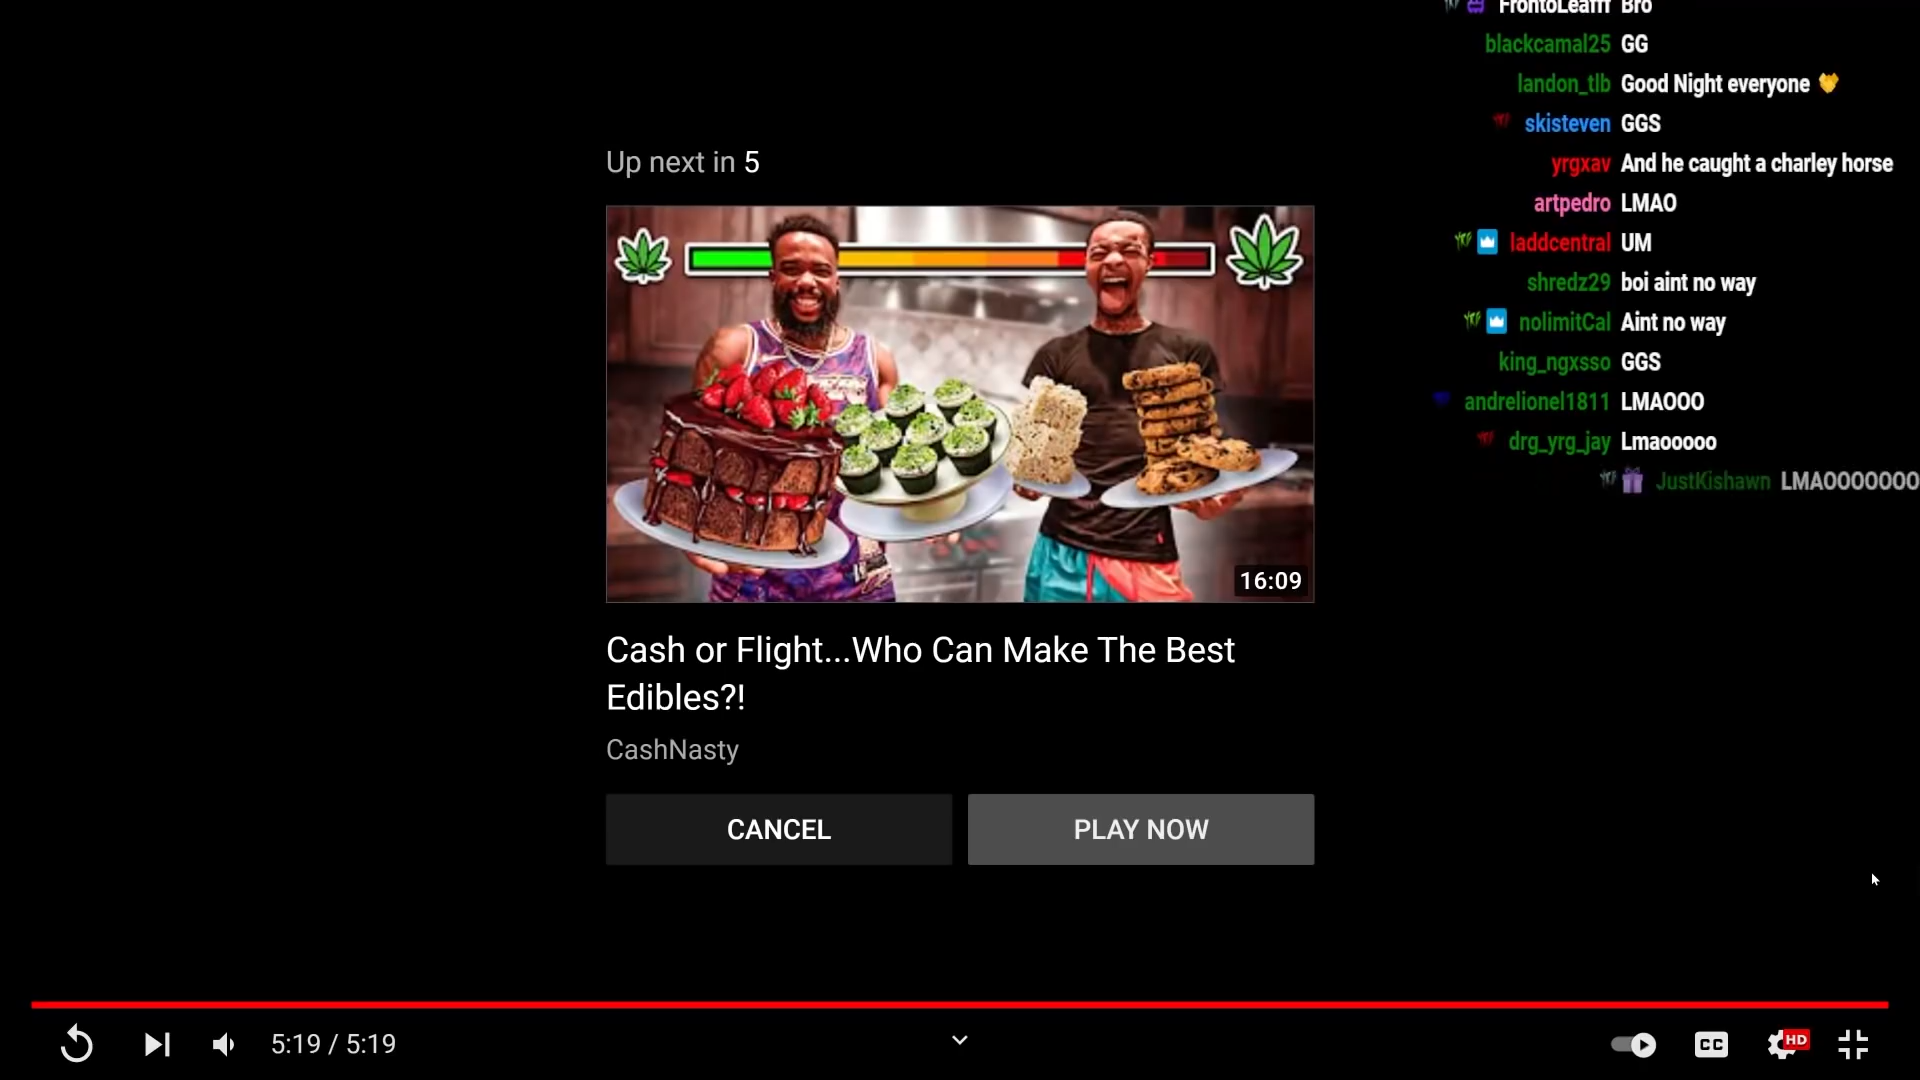 FrontoLeafff Bro
blackcamal25 GG
landon_tlb Good Night everyone 💛
skisteven GGS
yrgxav And he caught a charley horse
artpedro LMAO
laddcentral UM
shredz29 boi aint no way
nolimitCal Aint no way
king_ngxsso GGS
andrelionel1811 LMAOOO
drg_yrg_jay Lmaooooo
JustKishawn LMAOOOOOOO
Up next in 5
16:09
Cash or Flight...Who Can Make The Best
Edibles?!
CashNasty
CANCEL
PLAY NOW
5:19 / 5:19
CC
HD